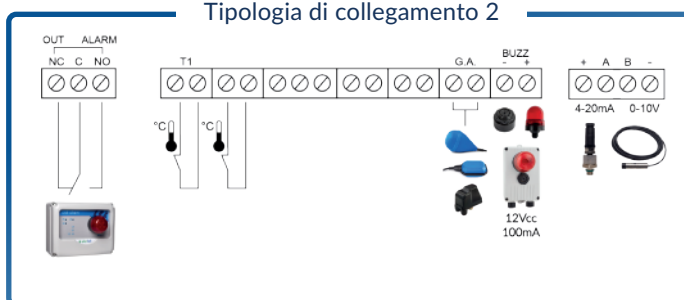 Tipologia di collegamento 2
OUT ALARM
NC C NO
T1
G.A.
BUZZ
- +
+ A B -
4-20mA 0-10V
°C °C
12Vcc
100mA